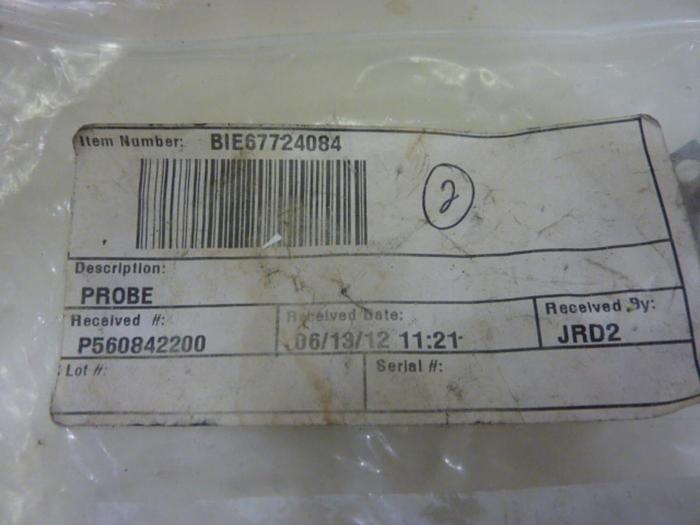 Item Number: BIE67724084
2
Description:
PROBE
Received #: Received Date: Received By:
P560842200 06/13/12 11:21 JRD2
Lot #: Serial #: